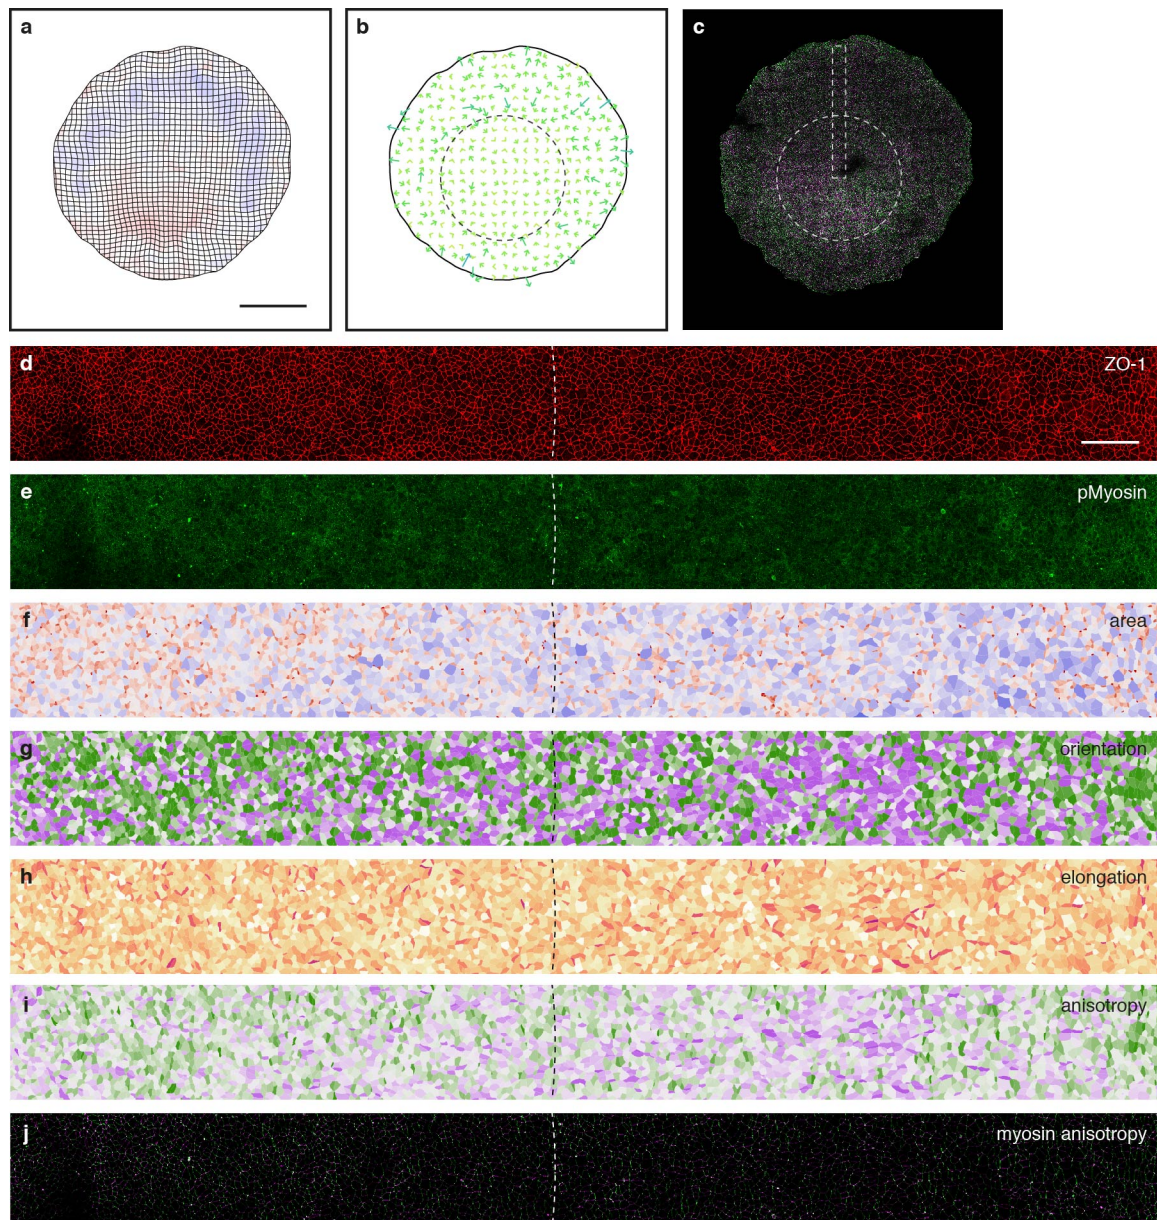 a
b
c
d
ZO-1
e
pMyosin
f
area
g
orientation
h
elongation
i
anisotropy
j
myosin anisotropy